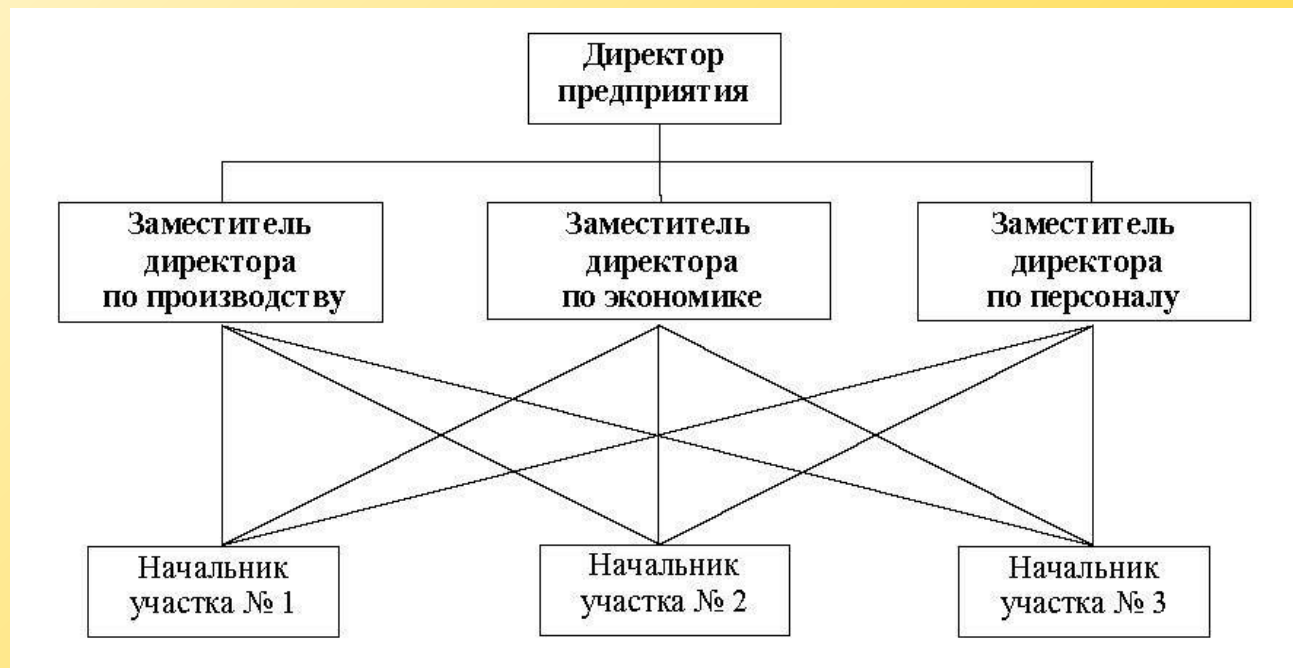 Директор
предприятия
Заместитель
директора
по производству
Заместитель
директора
по экономике
Заместитель
директора
по персоналу
Начальник
участка № 1
Начальник
участка № 2
Начальник
участка № 3